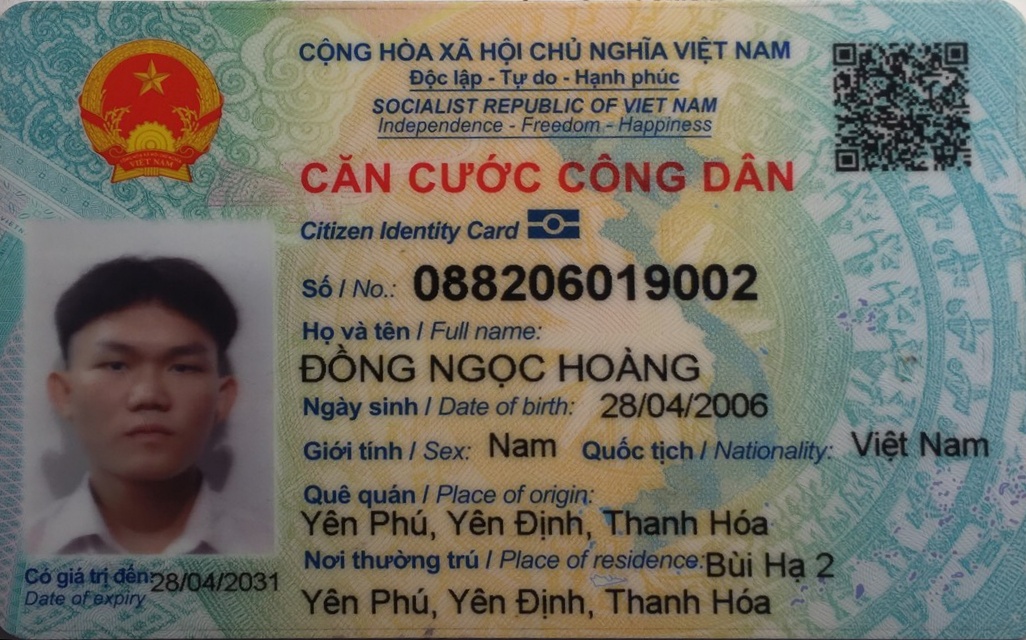 CỘNG HÒA XÃ HỘI CHỦ NGHĨA VIỆT NAM
Độc lập - Tự do - Hạnh phúc
SOCIALIST REPUBLIC OF VIET NAM
Independence - Freedom - Happiness
CĂN CƯỚC CÔNG DÂN
Citizen Identity Card
Số / No.: 088206019002
Họ và tên / Full name:
ĐỒNG NGỌC HOÀNG
Ngày sinh / Date of birth: 28/04/2006
Giới tính / Sex: Nam Quốc tịch / Nationality: Việt Nam
Quê quán / Place of origin:
Yên Phú, Yên Định, Thanh Hóa
Nơi thường trú / Place of residence: Bùi Hạ 2
Yên Phú, Yên Định, Thanh Hóa
Có giá trị đến: 28/04/2031
Date of expiry
VIỆT NAM